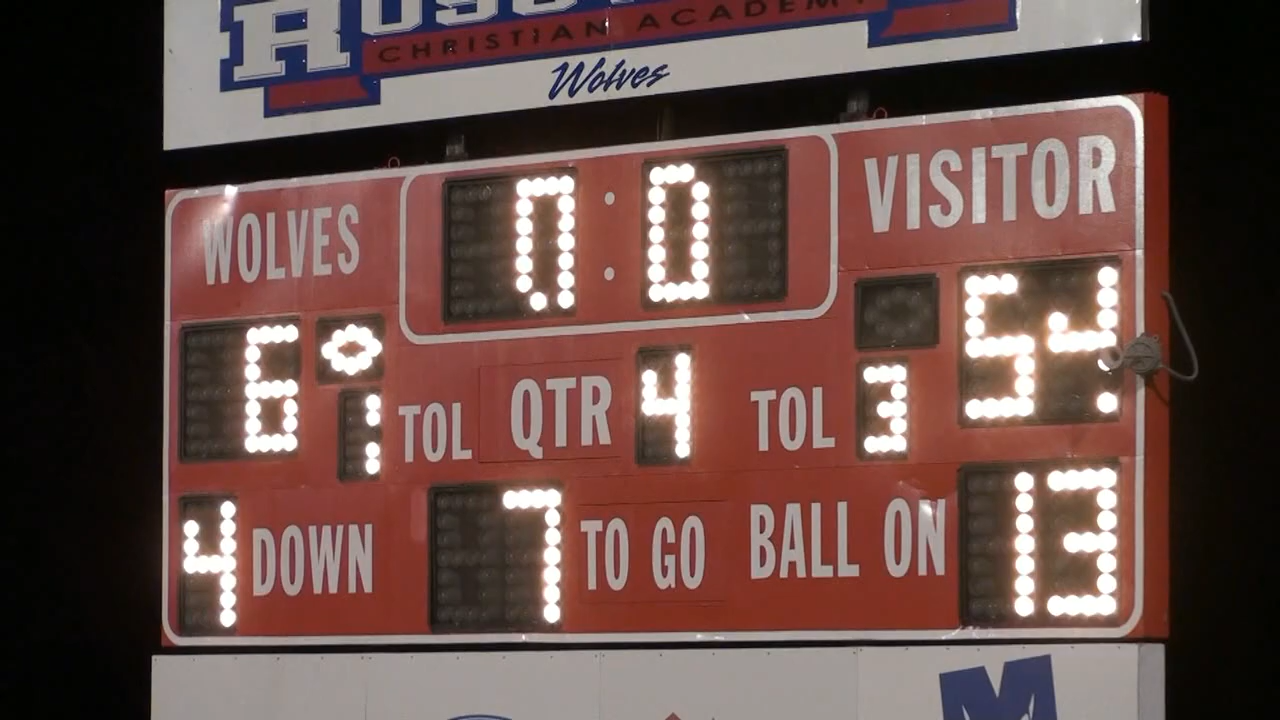 CHRISTIAN ACADEMY
Wolves
WOLVES 0:0 VISITOR
6 TOL QTR 4 TOL 3
4 DOWN 7 TO GO BALL ON 13
M